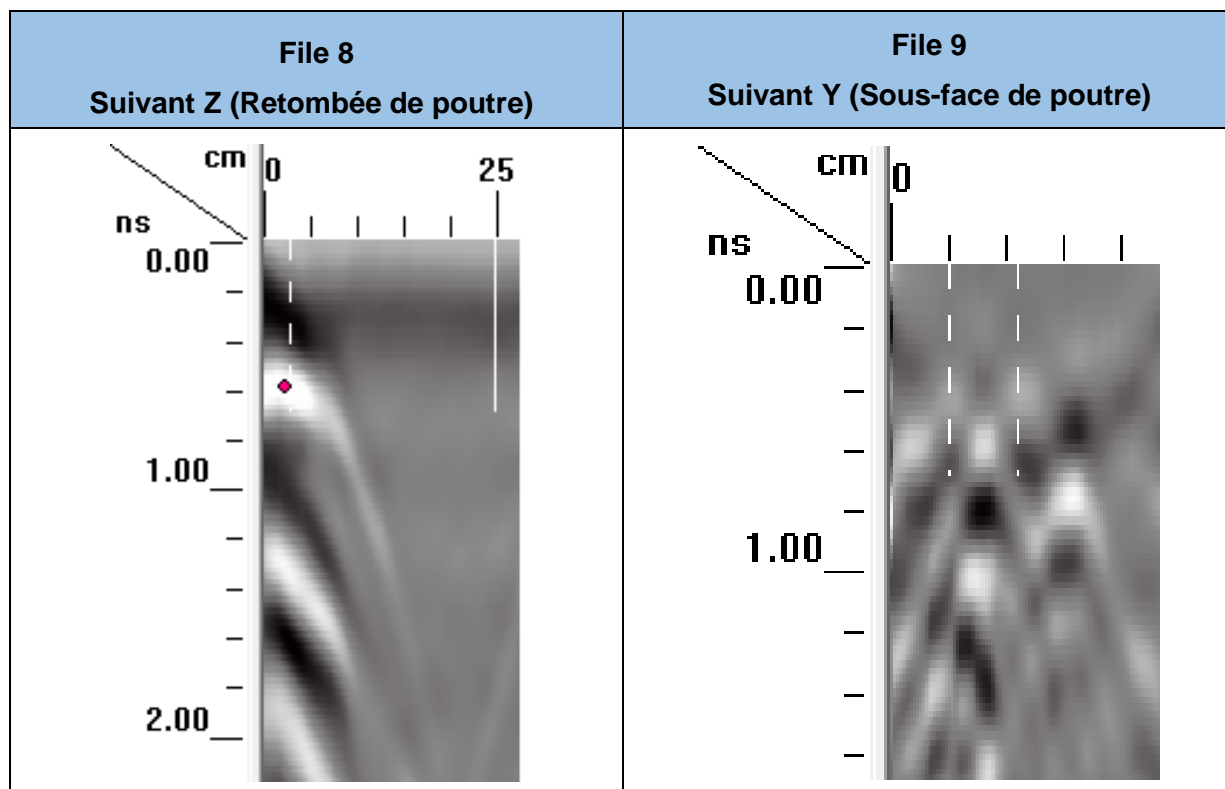 File 8
Suivant Z (Retombée de poutre)
File 9
Suivant Y (Sous-face de poutre)
cm
0
25
ns
0.00
1.00
2.00
cm
0
ns
0.00
1.00